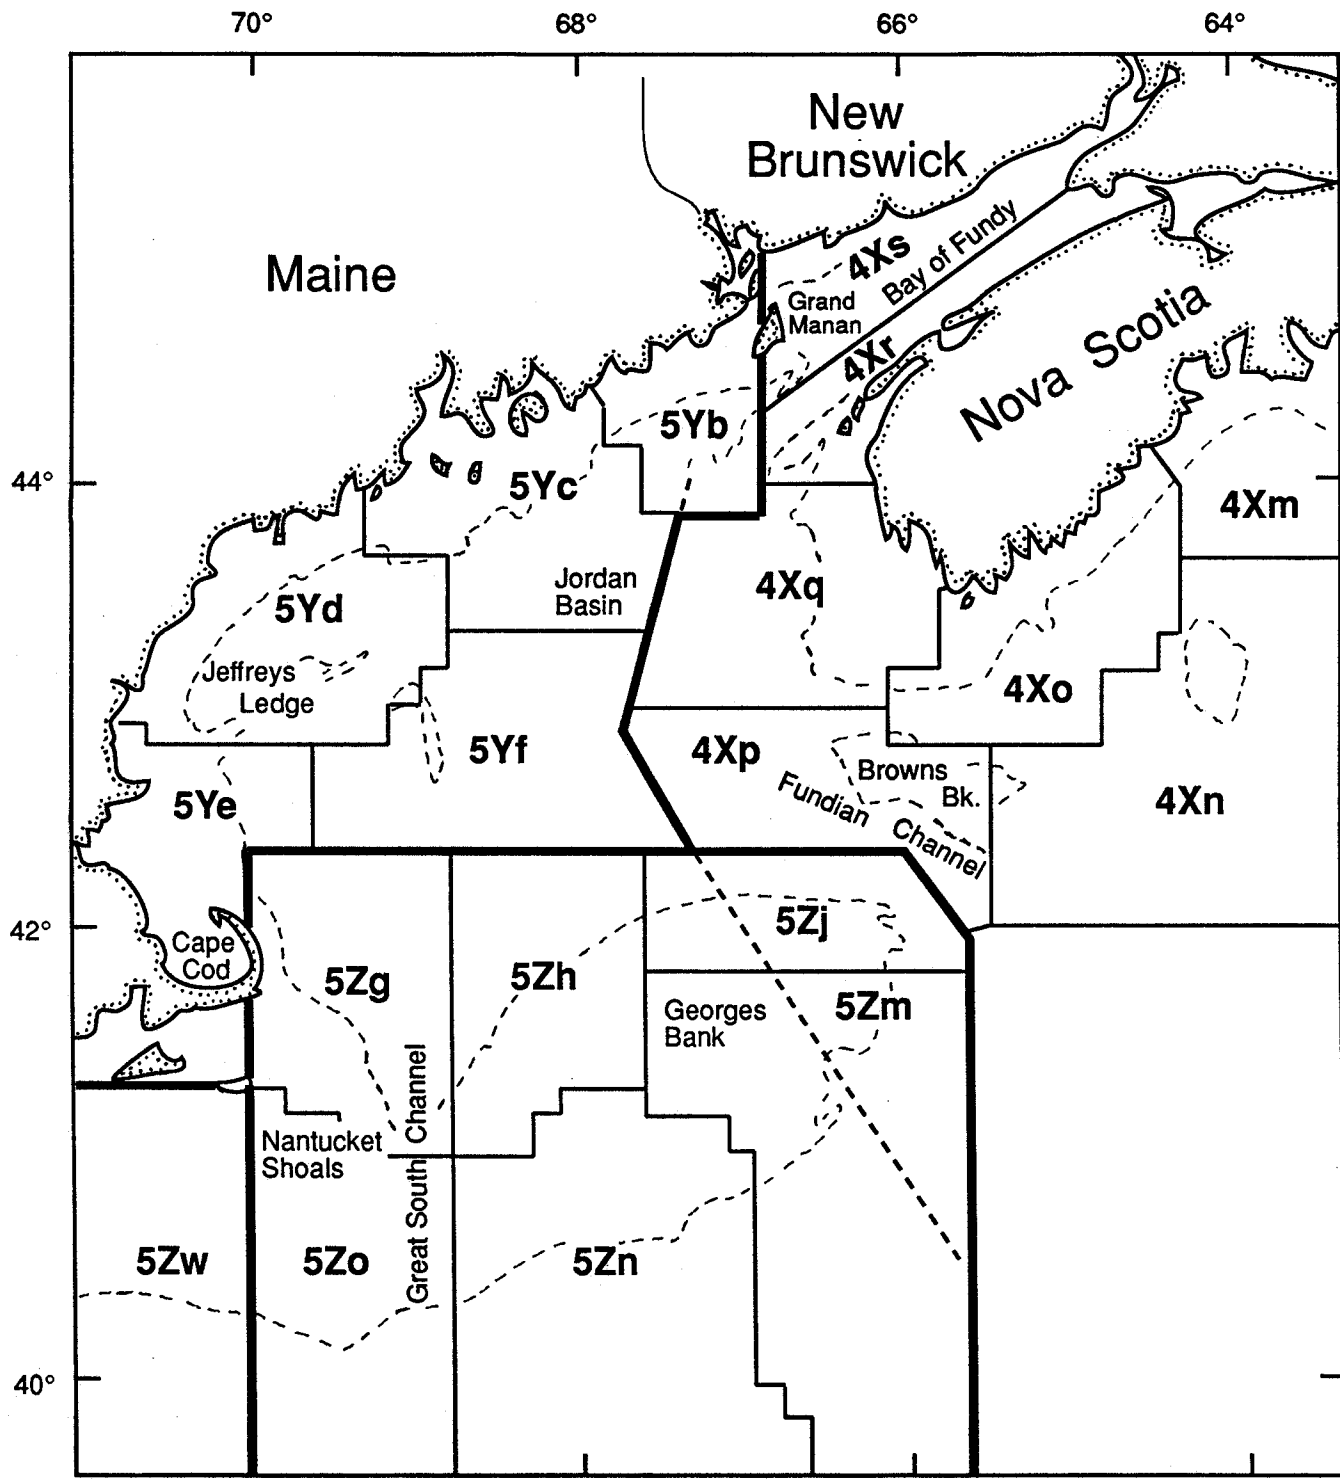 70° 68° 66° 64°
New
Brunswick
Maine
4Xs
Bay of Fundy
Grand
Manan
4Xr
Nova Scotia
5Yb
44°
5Yc
4Xm
Jordan
Basin
4Xq
5Yd
Jeffreys
Ledge
4Xo
5Yf
4Xp
Browns
Bk.
5Ye
Fundian Channel
4Xn
42°
Cape
Cod
5Zj
5Zg
5Zh
5Zm
Georges
Bank
Great South Channel
Nantucket
Shoals
5Zw
5Zo
5Zn
40°